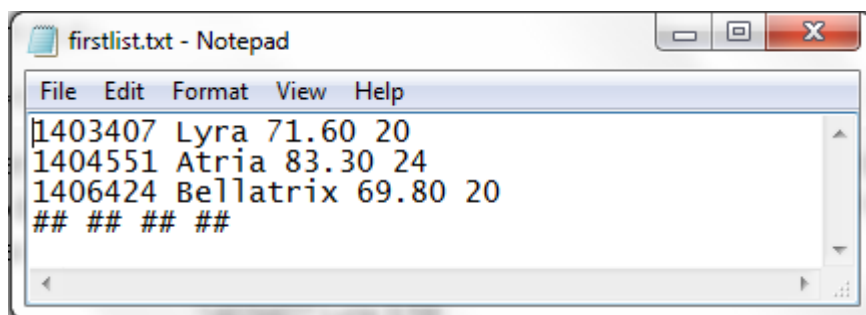 firstlist.txt - Notepad
File Edit Format View Help
1403407 Lyra 71.60 20
1404551 Atria 83.30 24
1406424 Bellatrix 69.80 20
## ## ## ##